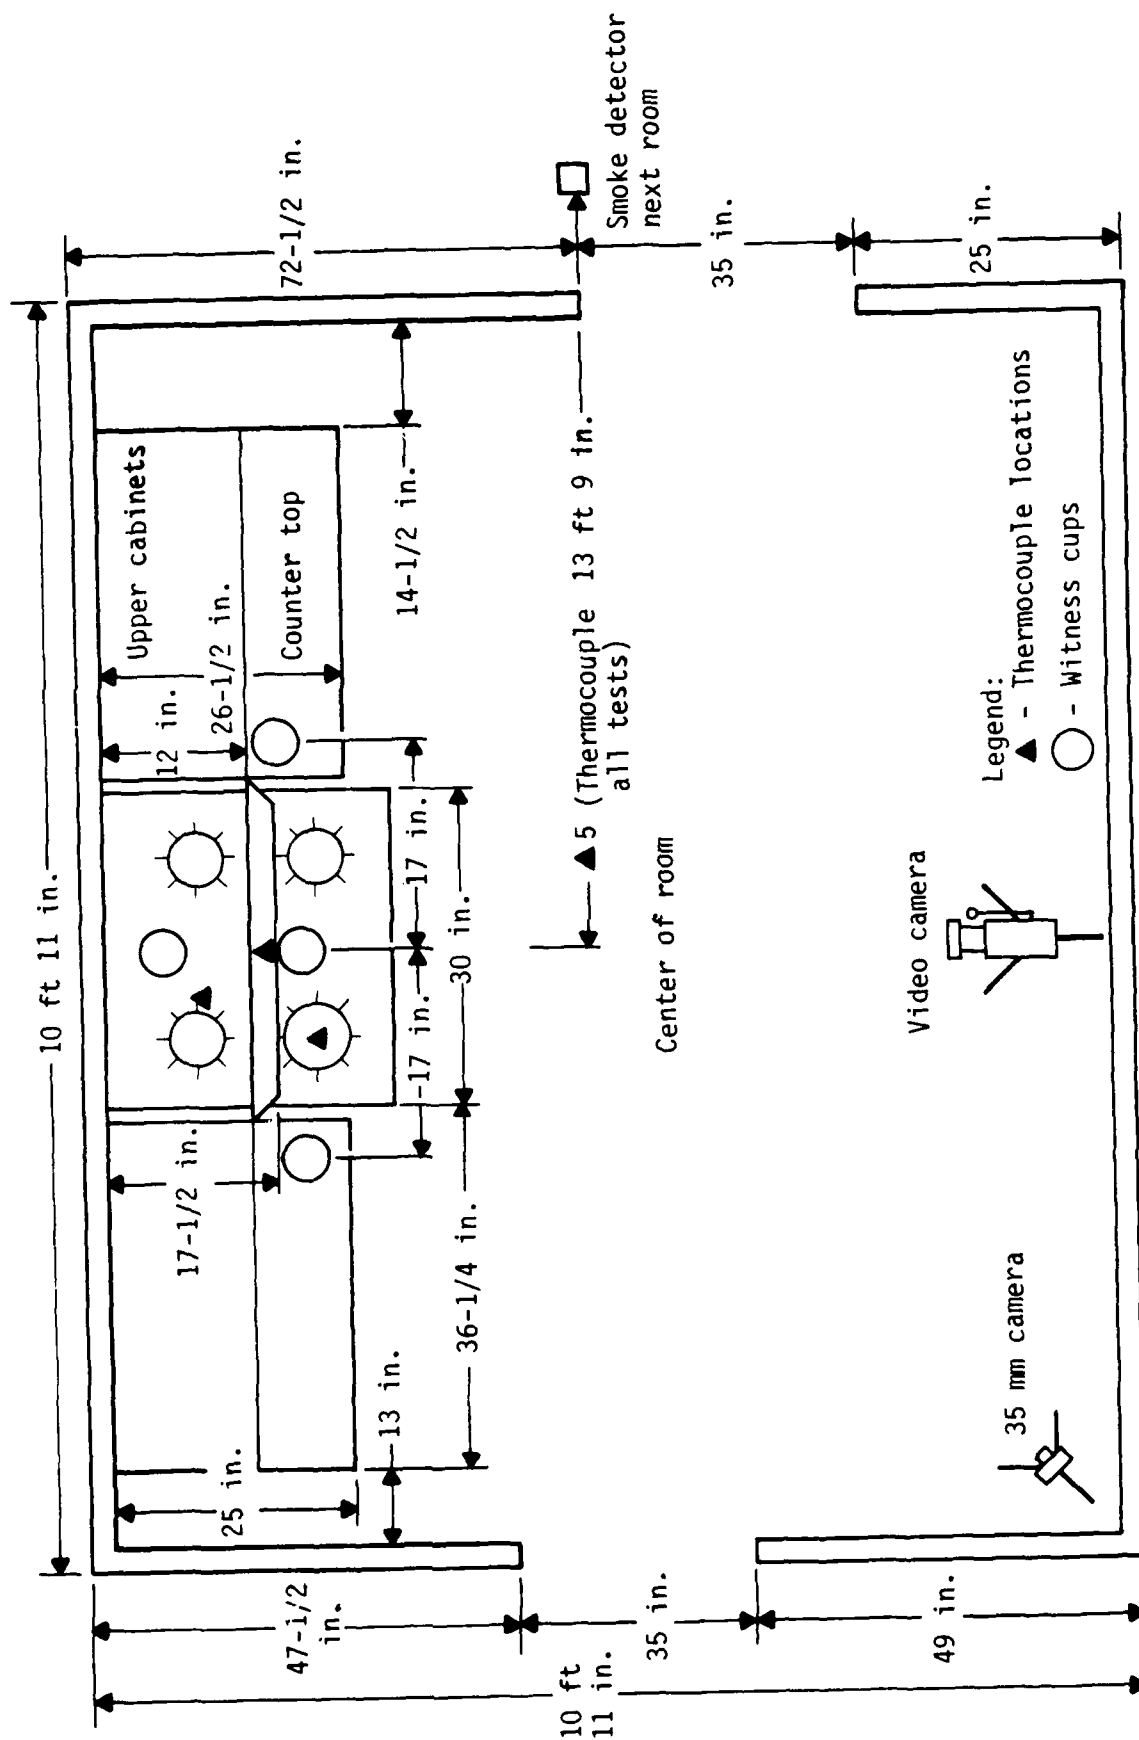 10 ft 11 in.
72-1/2 in.
Smoke detector
next room
35 in.
25 in.
Upper cabinets
12 in.
26-1/2 in.
Counter top
14-1/2 in.
17 in.
17 in.
30 in.
17-1/2 in.
36-1/4 in.
13 in.
25 in.
47-1/2
in.
35 in.
49 in.
10 ft
11 in.
5 (Thermocouple 13 ft 9 in.
all tests)
Center of room
Video camera
35 mm camera
Legend:
▲ - Thermocouple locations
◯ - Witness cups